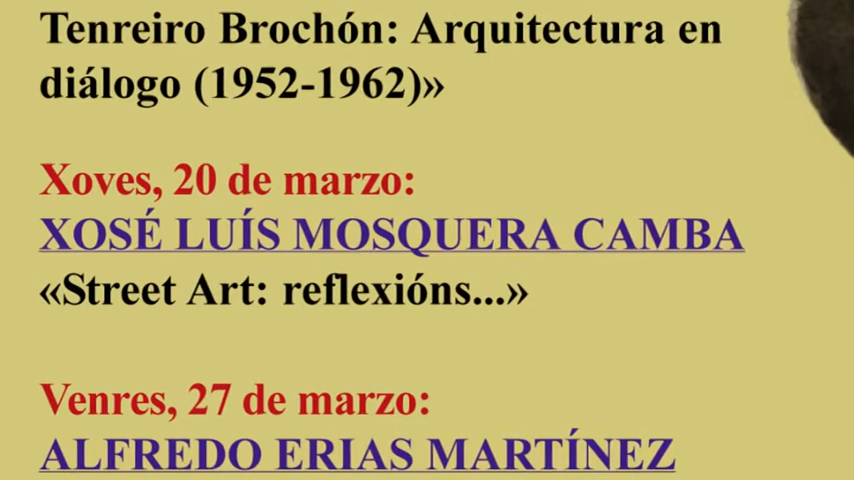 Tenreiro Brochón: Arquitectura en
diálogo (1952-1962)»
Xoves, 20 de marzo:
XOSÉ LUÍS MOSQUERA CAMBA
«Street Art: reflexións...»
Venres, 27 de marzo:
ALFREDO ERIAS MARTÍNEZ